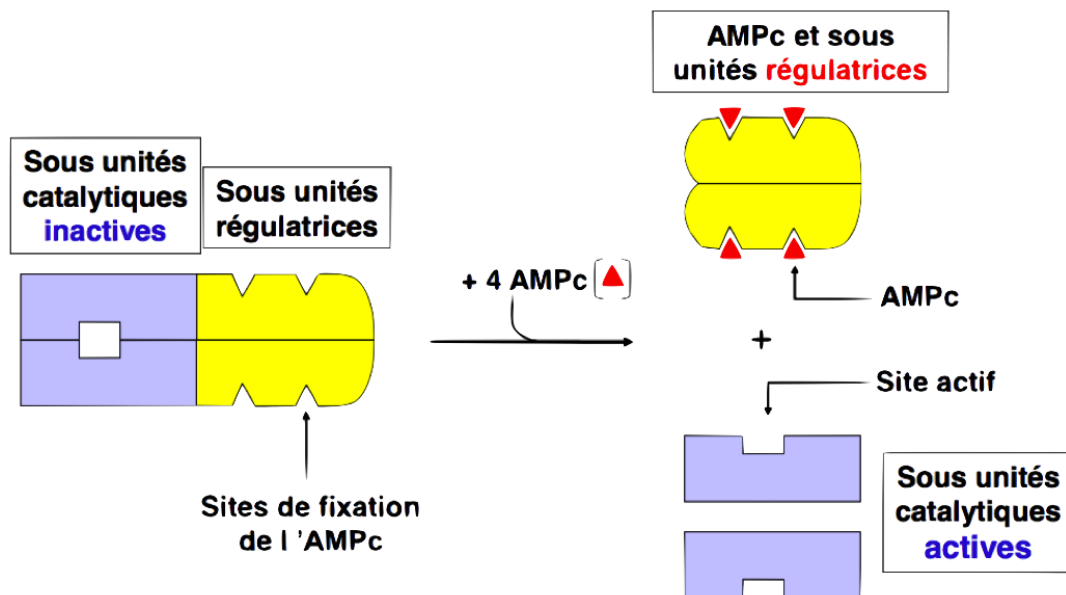 Sous unités
catalytiques
inactives
Sous unités
régulatrices
Sites de fixation
de l 'AMPc
+ 4 AMPc
AMPc et sous
unités régulatrices
AMPc
+
Site actif
Sous unités
catalytiques
actives